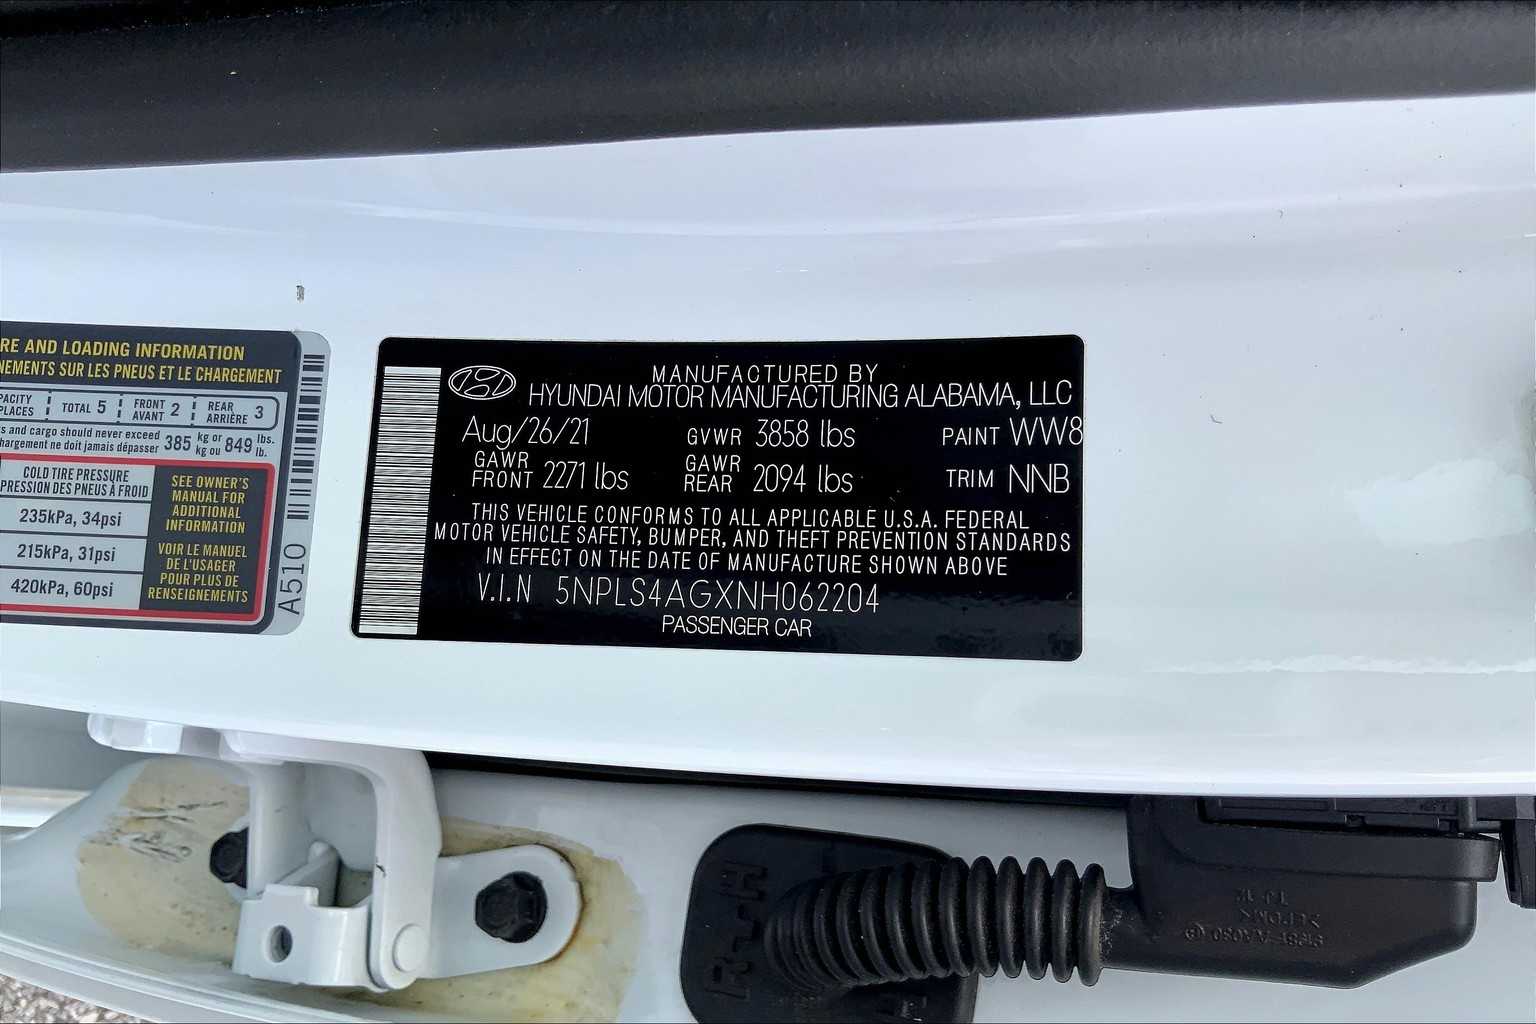 RE AND LOADING INFORMATION
NEMENTS SUR LES PNEUS ET LE CHARGEMENT
PACITY
PLACES
TOTAL 5
FRONT
AVANT 2
REAR
ARRIÈRE 3
s and cargo should never exceed
hargement ne doit jamais dépasser
385 kg or
kg ou 849 lbs.
lb.
COLD TIRE PRESSURE
PRESSION DES PNEUS À FROID
235kPa, 34psi
215kPa, 31psi
420kPa, 60psi
SEE OWNER'S
MANUAL FOR
ADDITIONAL
INFORMATION
VOIR LE MANUEL
DE L'USAGER
POUR PLUS DE
RENSEIGNEMENTS
A510
MANUFACTURED BY
HYUNDAI MOTOR MANUFACTURING ALABAMA, LLC
Aug/26/21 GVWR 3858 lbs PAINT WW8
GAWR
FRONT 2271 lbs
GAWR
REAR 2094 lbs
TRIM NNB
THIS VEHICLE CONFORMS TO ALL APPLICABLE U.S.A. FEDERAL
MOTOR VEHICLE SAFETY, BUMPER, AND THEFT PREVENTION STANDARDS
IN EFFECT ON THE DATE OF MANUFACTURE SHOWN ABOVE
V.I.N 5NPLS4AGXNH062204
PASSENGER CAR